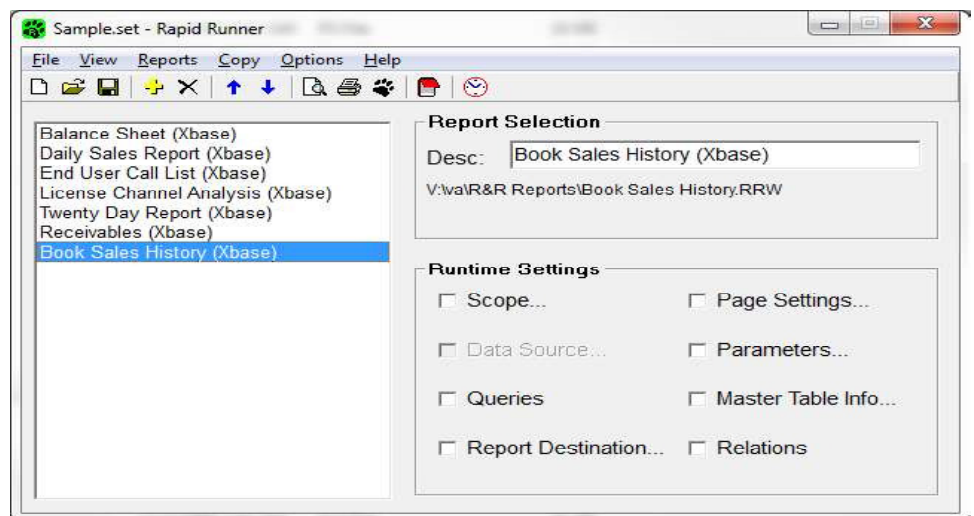 Sample.set - Rapid Runner
File View Reports Copy Options Help
Balance Sheet (Xbase)
Daily Sales Report (Xbase)
End User Call List (Xbase)
License Channel Analysis (Xbase)
Twenty Day Report (Xbase)
Receivables (Xbase)
Book Sales History (Xbase)
Report Selection
Desc: Book Sales History (Xbase)
V:\va\R&R Reports\Book Sales History.RRW
Runtime Settings
Scope... Page Settings...
Data Source... Parameters...
Queries Master Table Info...
Report Destination... Relations